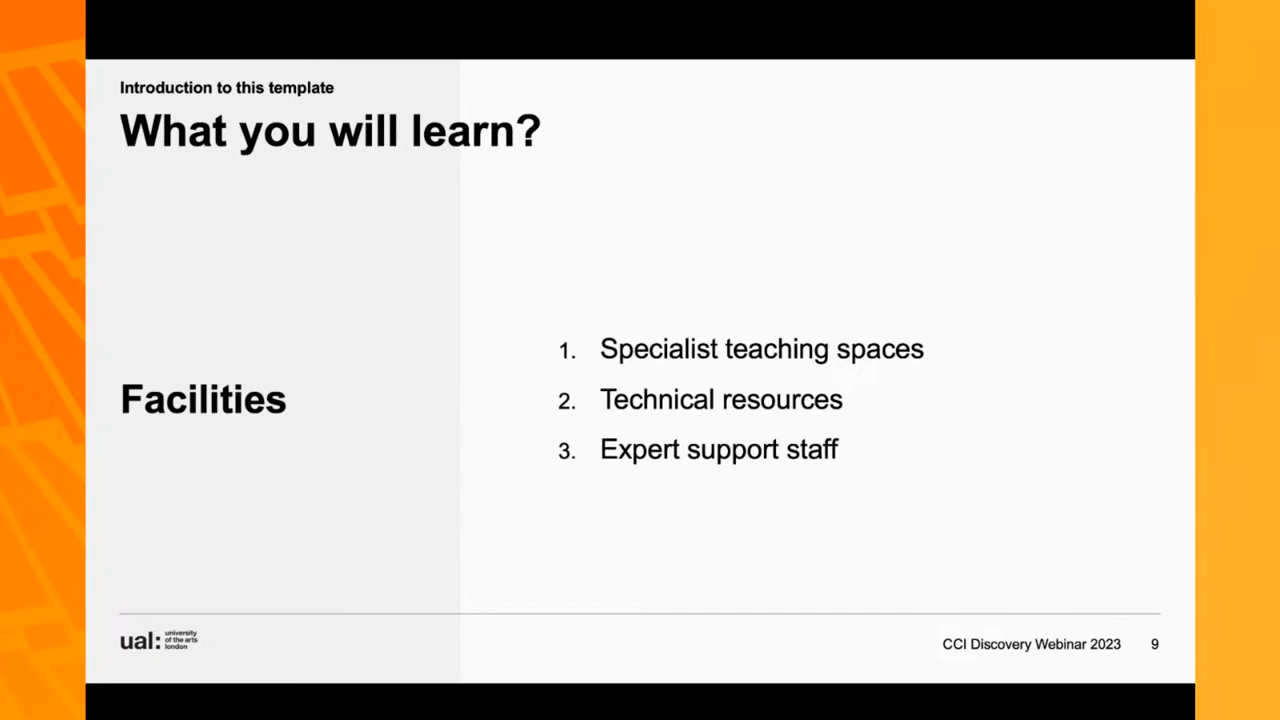 Introduction to this template
What you will learn?
Facilities
1. Specialist teaching spaces
2. Technical resources
3. Expert support staff
ual: university
of the arts
london
CCI Discovery Webinar 2023 9